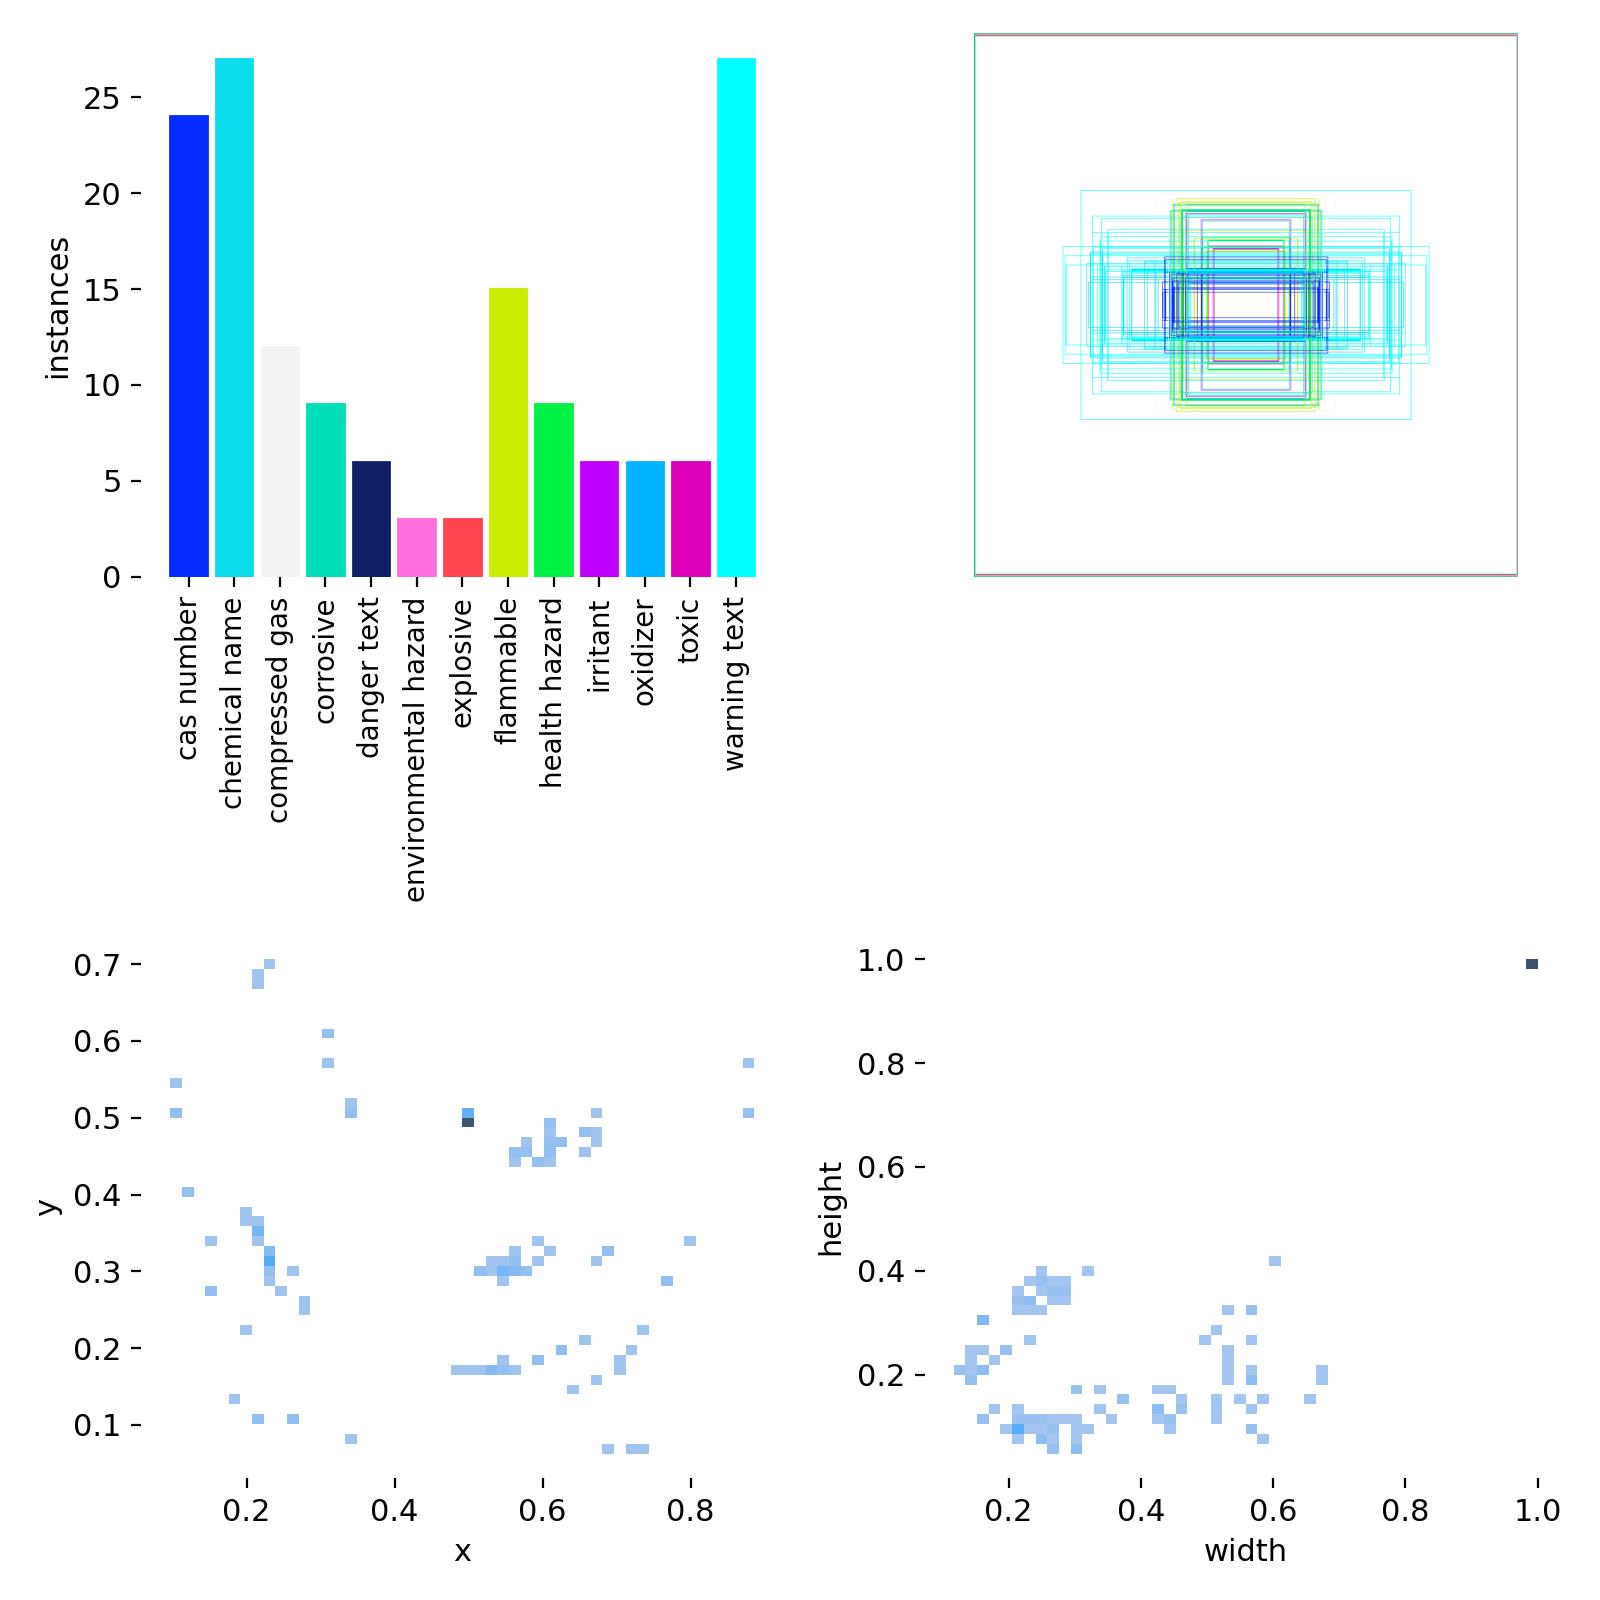 25
20
15
10
5
0
instances
cas number
chemical name
compressed gas
corrosive
danger text
environmental hazard
explosive
flammable
health hazard
irritant
oxidizer
toxic
warning text
0.7
0.6
0.5
0.4
0.3
0.2
0.1
y
0.2
0.4
0.6
0.8
x
1.0
0.8
0.6
0.4
0.2
height
0.2
0.4
0.6
0.8
1.0
width